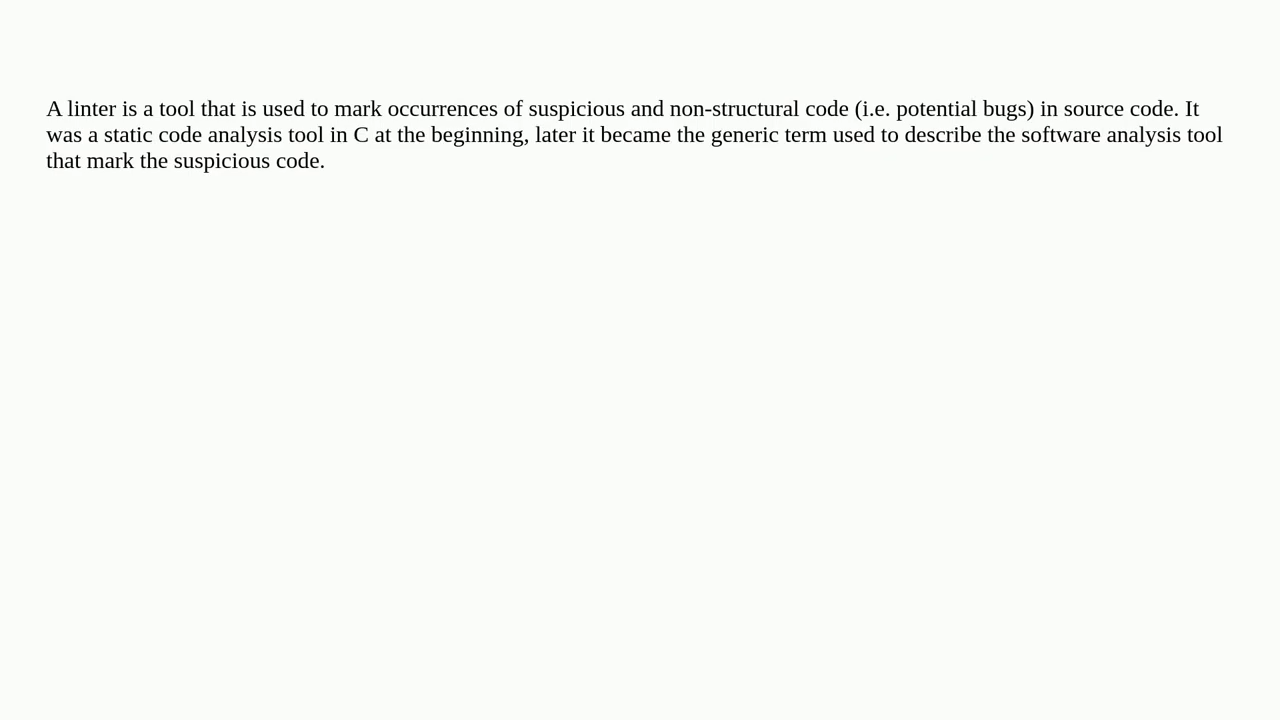 A linter is a tool that is used to mark occurrences of suspicious and non-structural code (i.e. potential bugs) in source code. It
was a static code analysis tool in C at the beginning, later it became the generic term used to describe the software analysis tool
that mark the suspicious code.